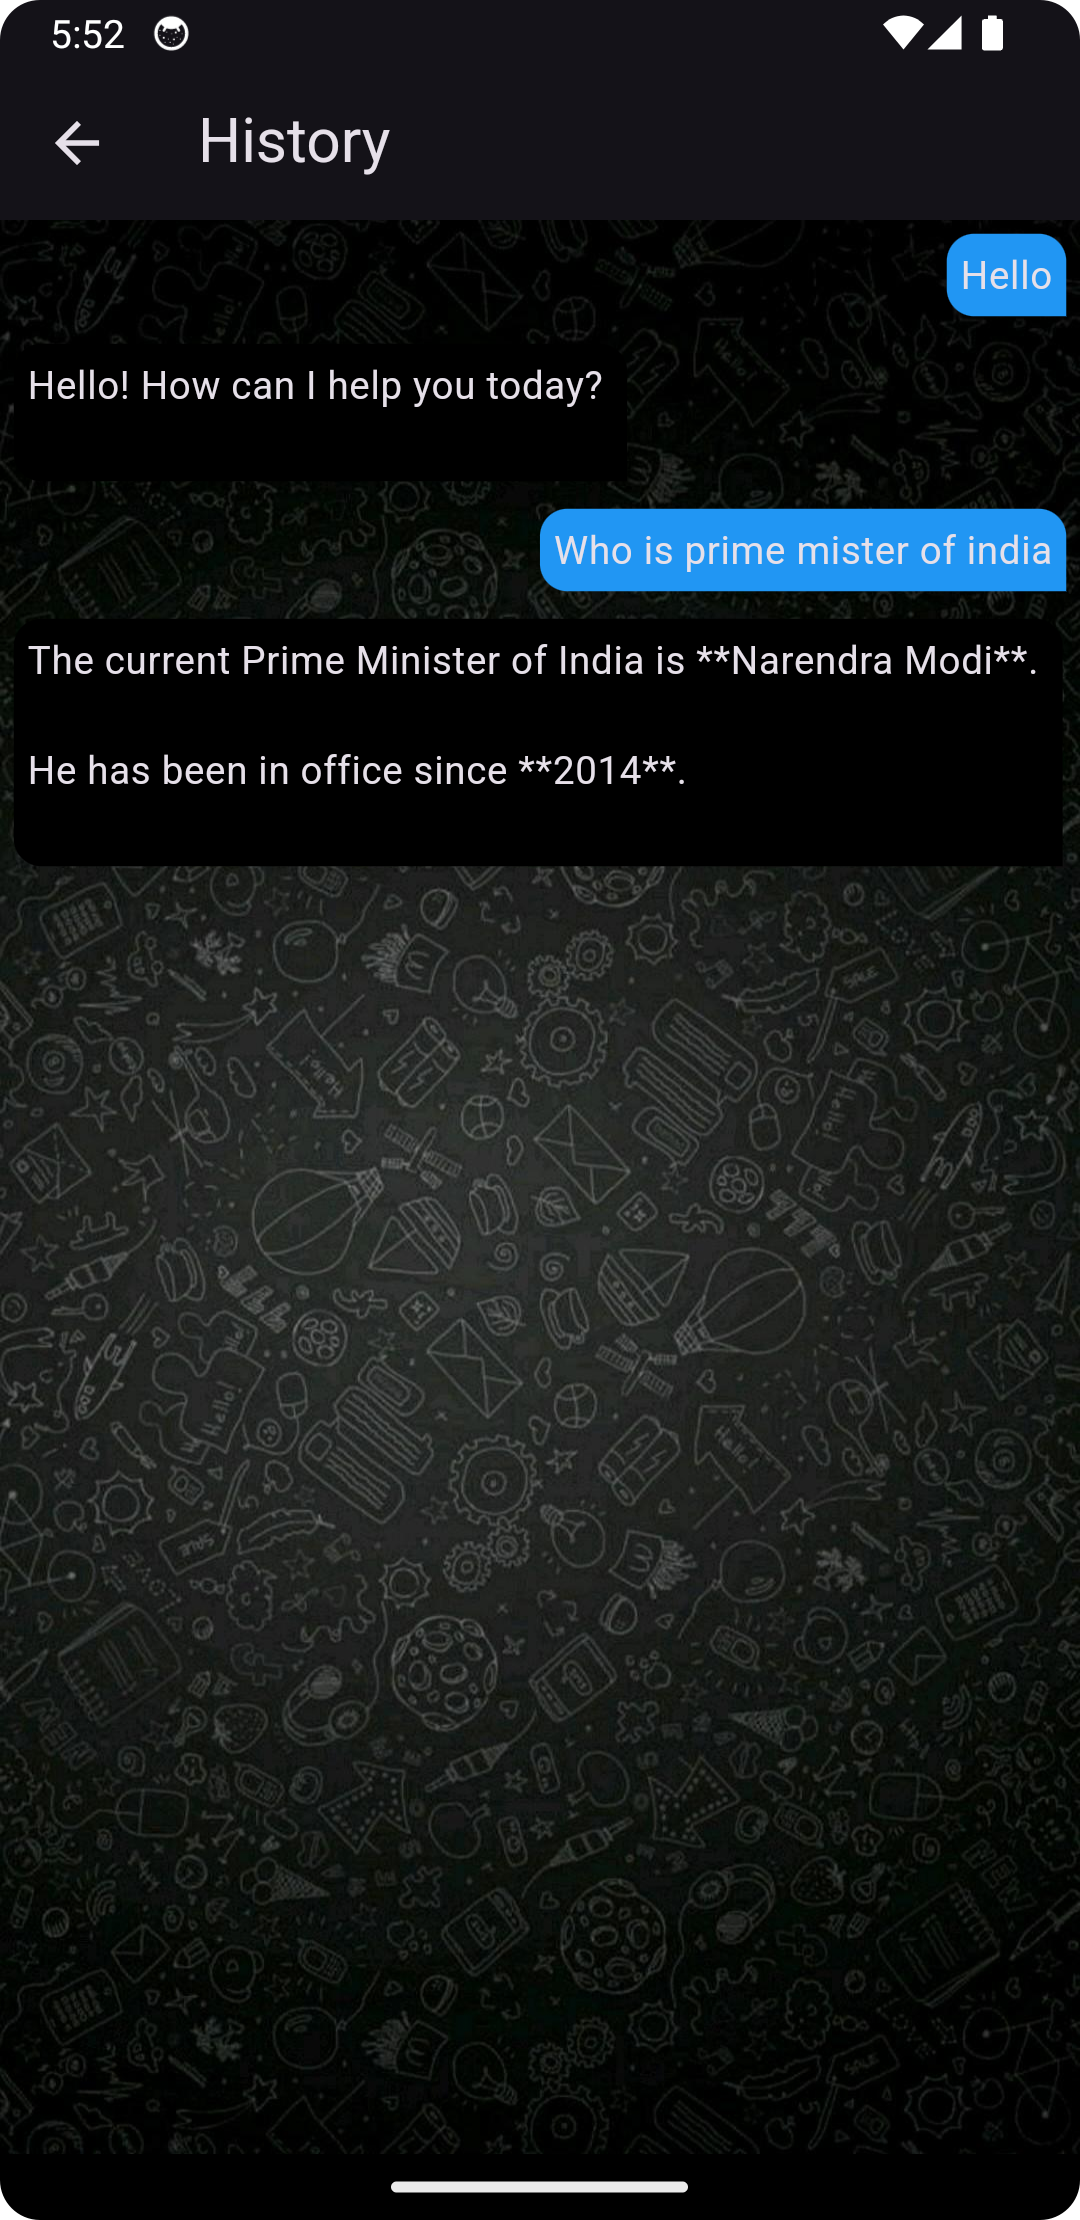 5:52
History
Hello
Hello! How can I help you today?
Who is prime mister of india
The current Prime Minister of India is **Narendra Modi**.
He has been in office since **2014**.